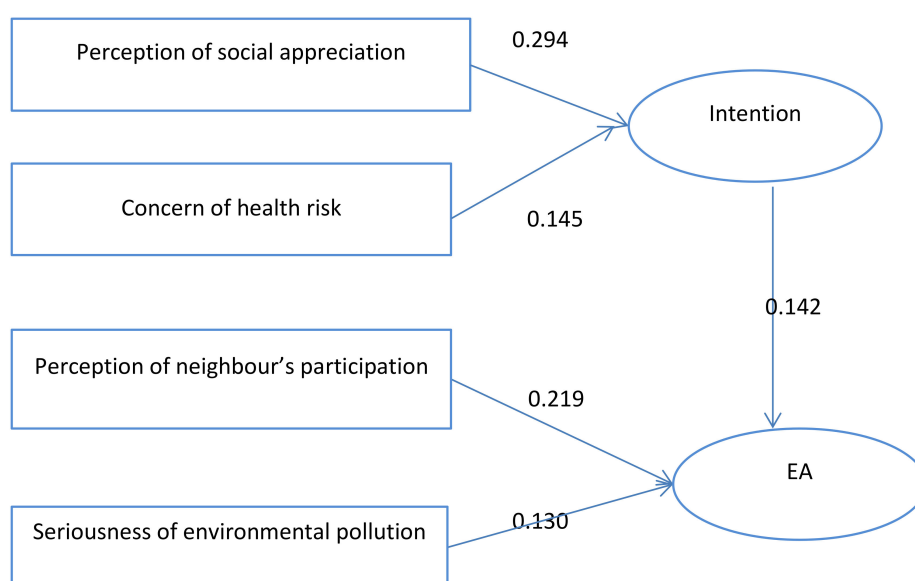 Perception of social appreciation
0.294
Intention
Concern of health risk
0.145
0.142
Perception of neighbour’s participation
0.219
EA
Seriousness of environmental pollution
0.130